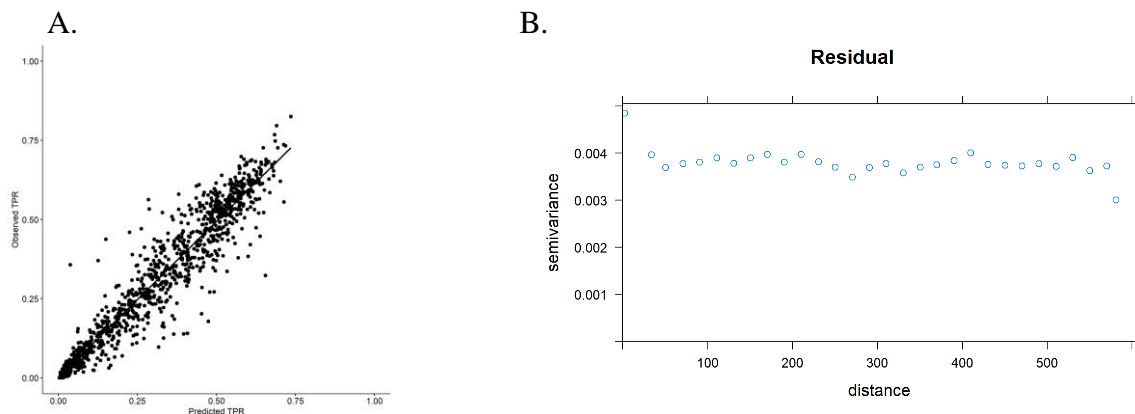 A.
1.00
0.75
0.50
0.25
0.00
Observed TPR
0.00 0.25 0.50 0.75 1.00
Predicted TPR
B.
Residual
0.004
0.003
0.002
0.001
semivariance
100 200 300 400 500
distance